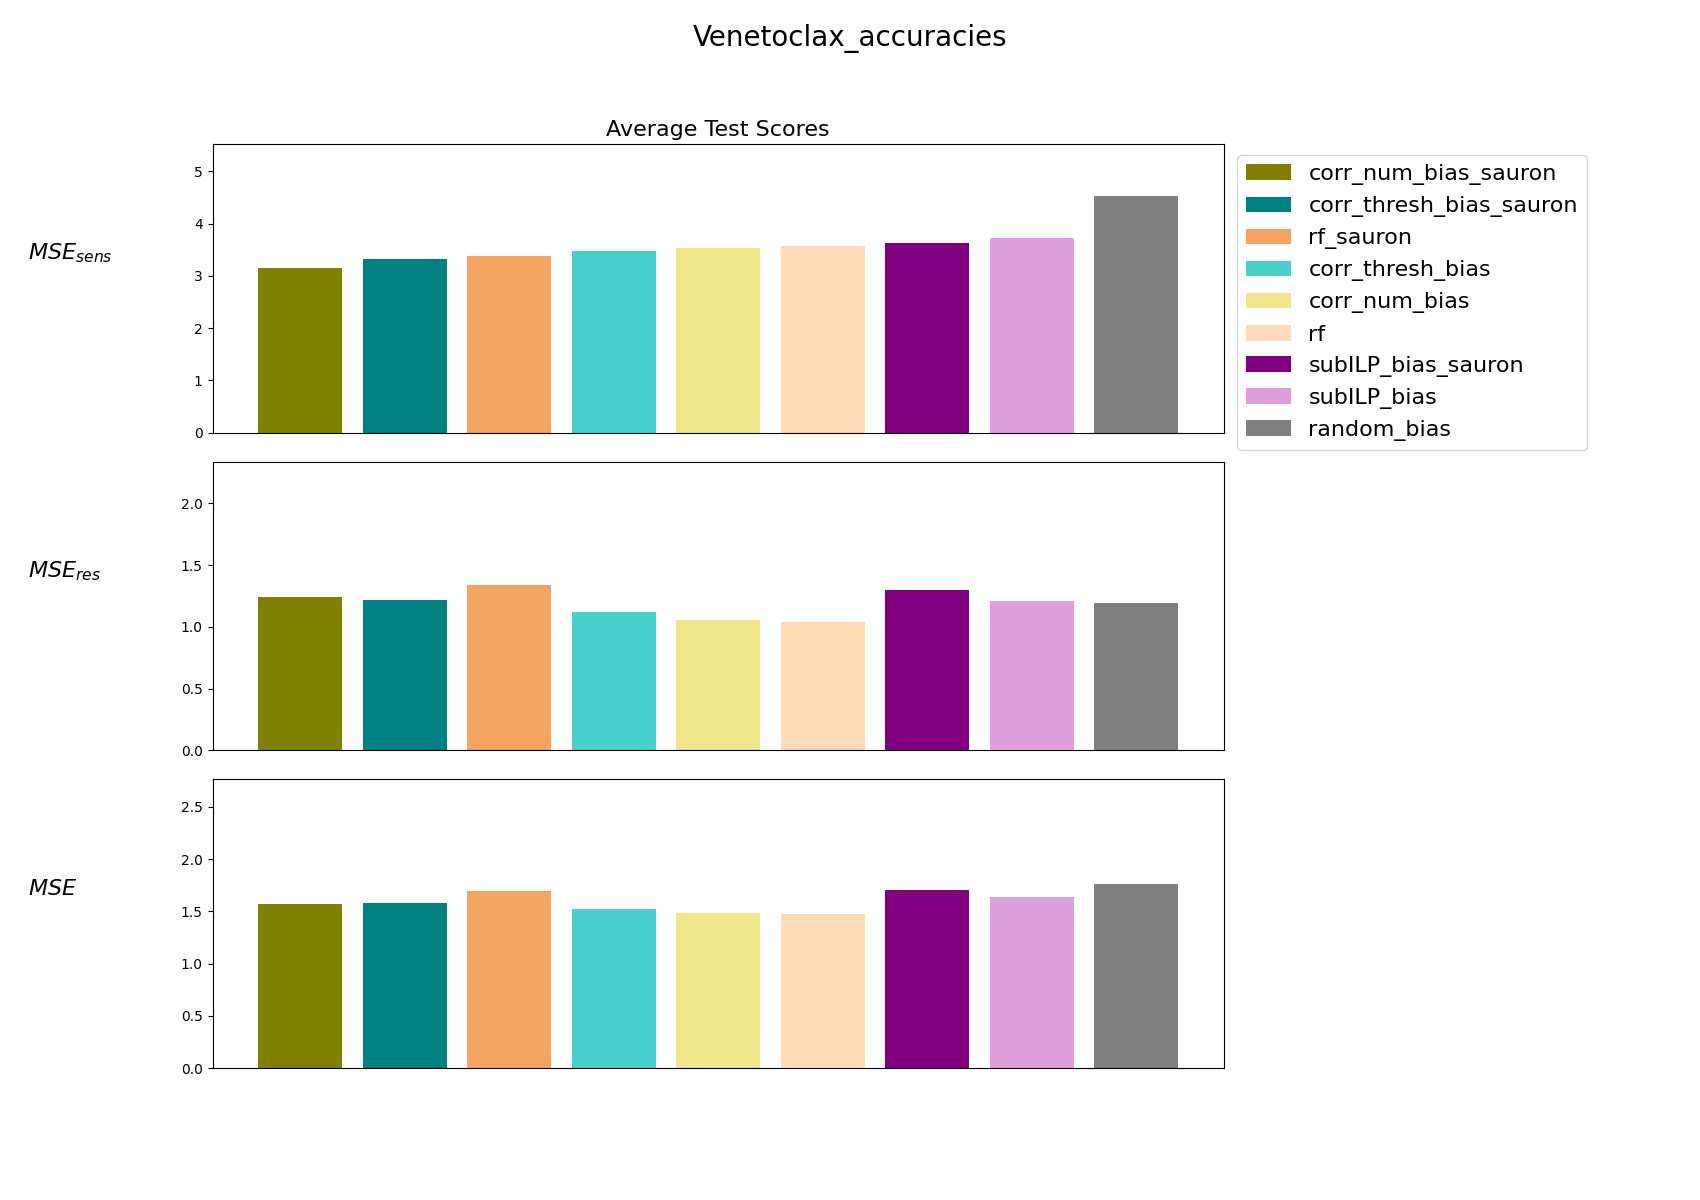 Venetoclax_accuracies
Average Test Scores
MSE_sens
5
4
3
2
1
0
corr_num_bias_sauron
corr_thresh_bias_sauron
rf_sauron
corr_thresh_bias
corr_num_bias
rf
subILP_bias_sauron
subILP_bias
random_bias
MSE_res
2.0
1.5
1.0
0.5
0.0
MSE
2.5
2.0
1.5
1.0
0.5
0.0